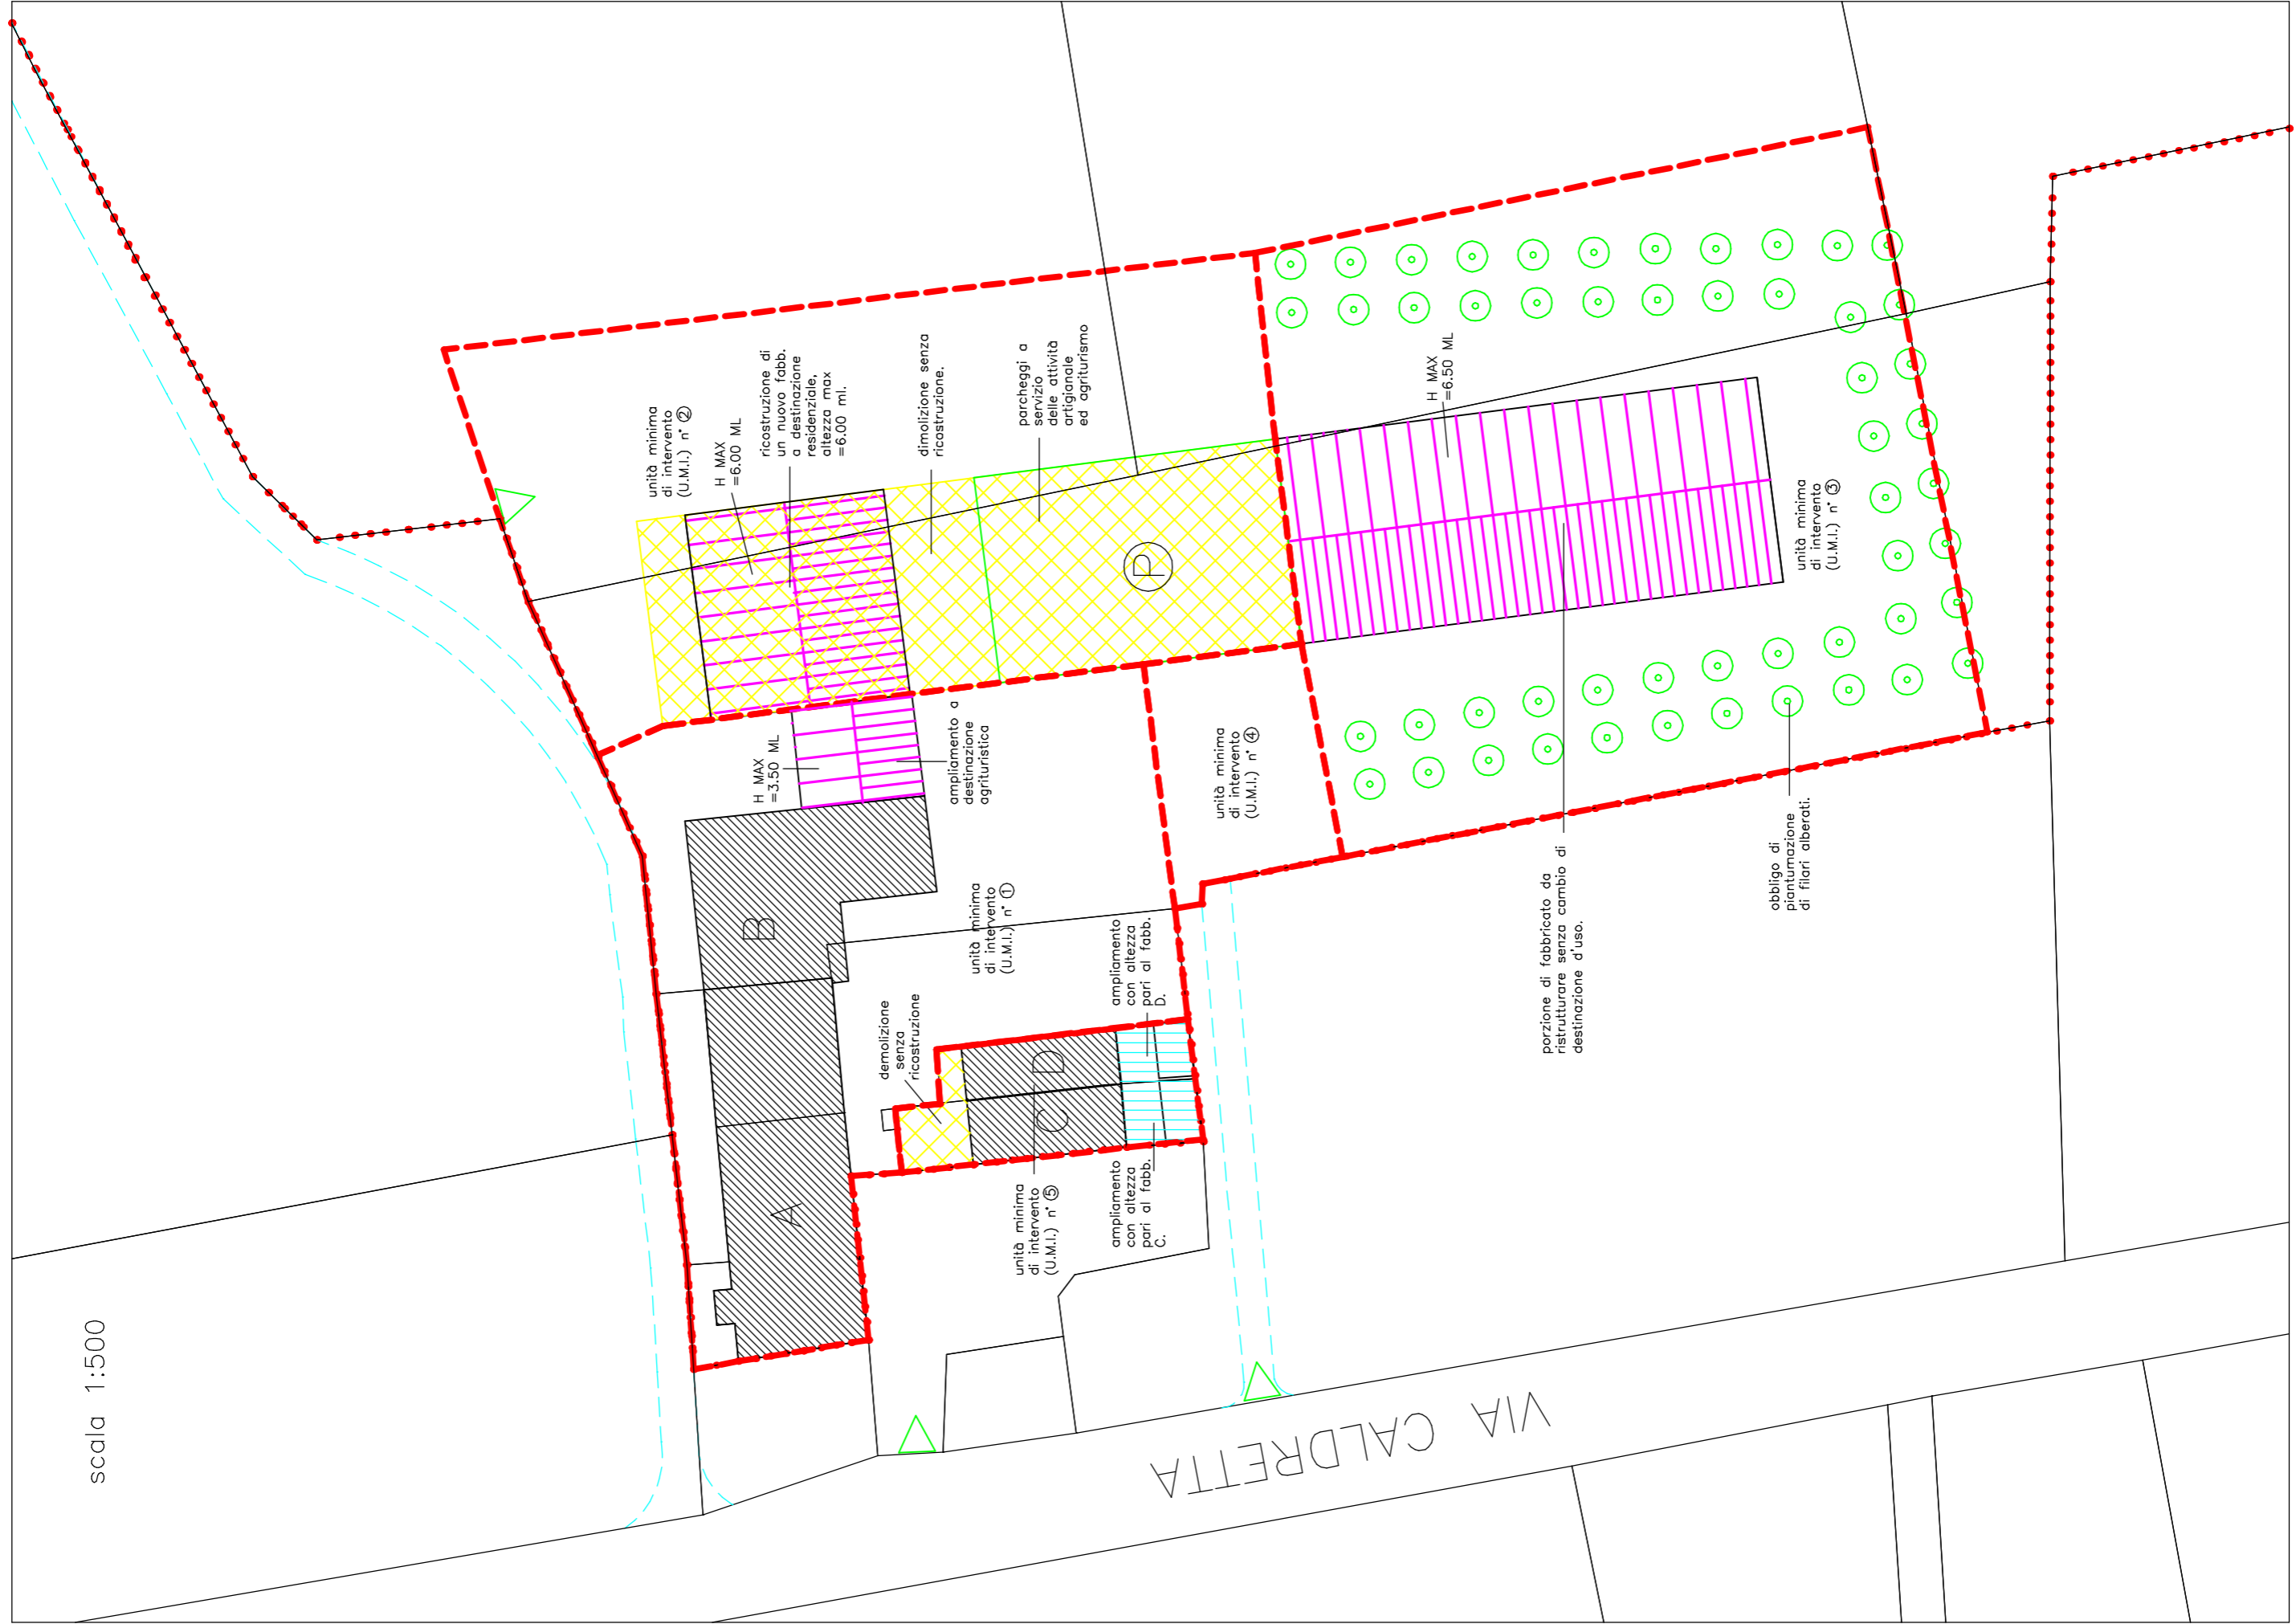 scala 1:500
unità minima
di intervento
(U.M.I.) n° 2
H MAX
=6.00 ML
ricostruzione di
un nuovo fabb.
a destinazione
residenziale,
altezza max
=6.00 ml.
dimolizione senza
ricostruzione.
parcheggi a
servizio
delle attività
artigianale
ed agriturismo
P
H MAX
=6.50 ML
unità minima
di intervento
(U.M.I.) n° 3
H MAX
=3.50 ML
ampliamento a
destinazione
agrituristica
unità minima
di intervento
(U.M.I.) n° 4
B
unità minima
di intervento
(U.M.I.) n° 1
ampliamento
con altezza
pari al fabb.
D.
porzione di fabbricato da
ristrutturare senza cambio di
destinazione d'uso.
obbligo di
piantumazione
di filari alberati.
demolizione
senza
ricostruzione
D
C
A
unità minima
di intervento
(U.M.I.) n° 5
ampliamento
con altezza
pari al fabb.
C.
VIA CALDRETTA